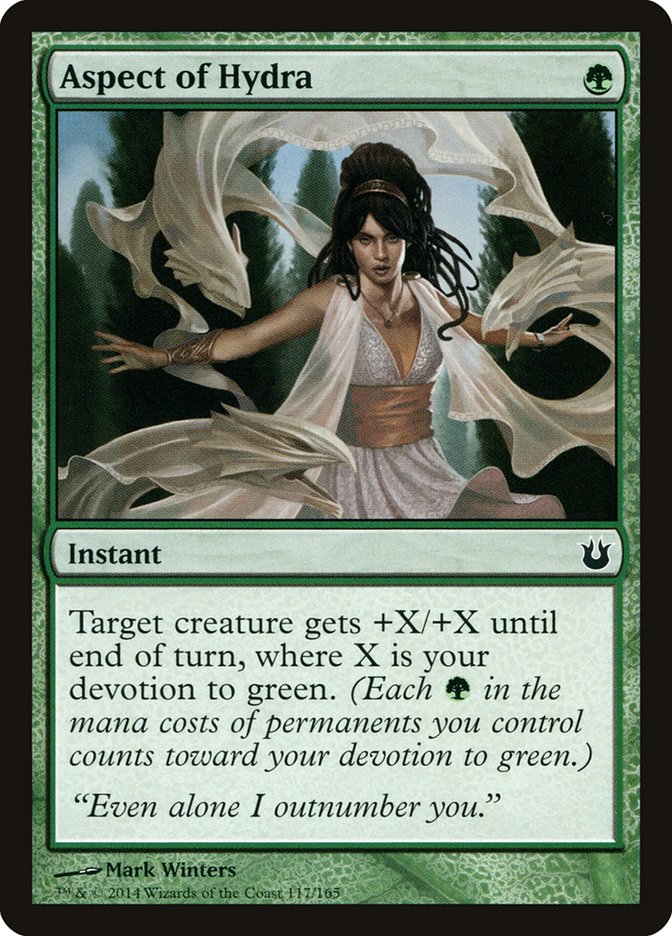 Aspect of Hydra
Instant
Target creature gets +X/+X until
end of turn, where X is your
devotion to green. (Each in the
mana costs of permanents you control
counts toward your devotion to green.)
“Even alone I outnumber you.”
Mark Winters
™ & © 2014 Wizards of the Coast 117/165